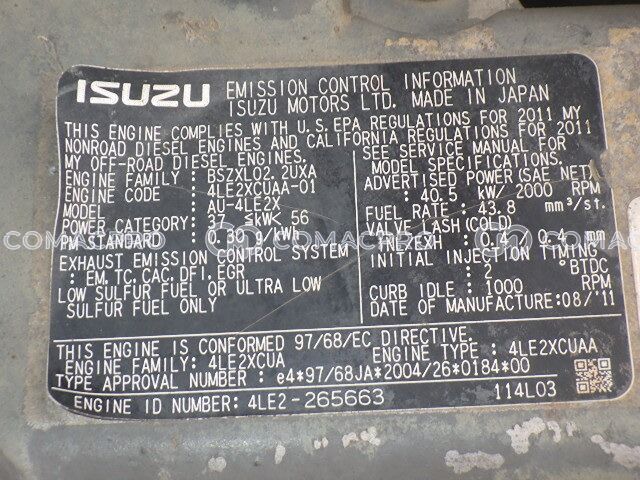 ISUZU EMISSION CONTROL INFORMATION
ISUZU MOTORS LTD. MADE IN JAPAN
THIS ENGINE COMPLIES WITH U.S.EPA REGULATIONS FOR 2011 MY
NONROAD DIESEL ENGINES AND CALIFORNIA REGULATIONS FOR 2011
MY OFF-ROAD DIESEL ENGINES.
ENGINE FAMILY : BSZXL02.2UXA
ENGINE CODE : 4LE2XCUAA-01
MODEL : AU-4LE2X
POWER CATEGORY : 37 ≤kW< 56
PM STANDARD : 0.30 g/kWh
EXHAUST EMISSION CONTROL SYSTEM
: EM, TC, CAC, DFI, EGR
LOW SULFUR FUEL OR ULTRA LOW
SULFUR FUEL ONLY
SEE SERVICE MANUAL FOR
MODEL SPECIFICATIONS.
ADVERTISED POWER (SAE NET)
: 40.5 kW/ 2000 RPM
FUEL RATE : 43.8 mm³/st.
VALVE LASH (COLD)
IN/EXH : 0.4 / 0.4 mm
INITIAL INJECTION TIMING
: 2 °BTDC
CURB IDLE : 1000 RPM
DATE OF MANUFACTURE : 08/'11
THIS ENGINE IS CONFORMED 97/68/EC DIRECTIVE.
ENGINE FAMILY : 4LE2XCUA ENGINE TYPE : 4LE2XCUAA
TYPE APPROVAL NUMBER : e4*97/68JA*2004/26*0184*00
ENGINE ID NUMBER: 4LE2-265663 114L03